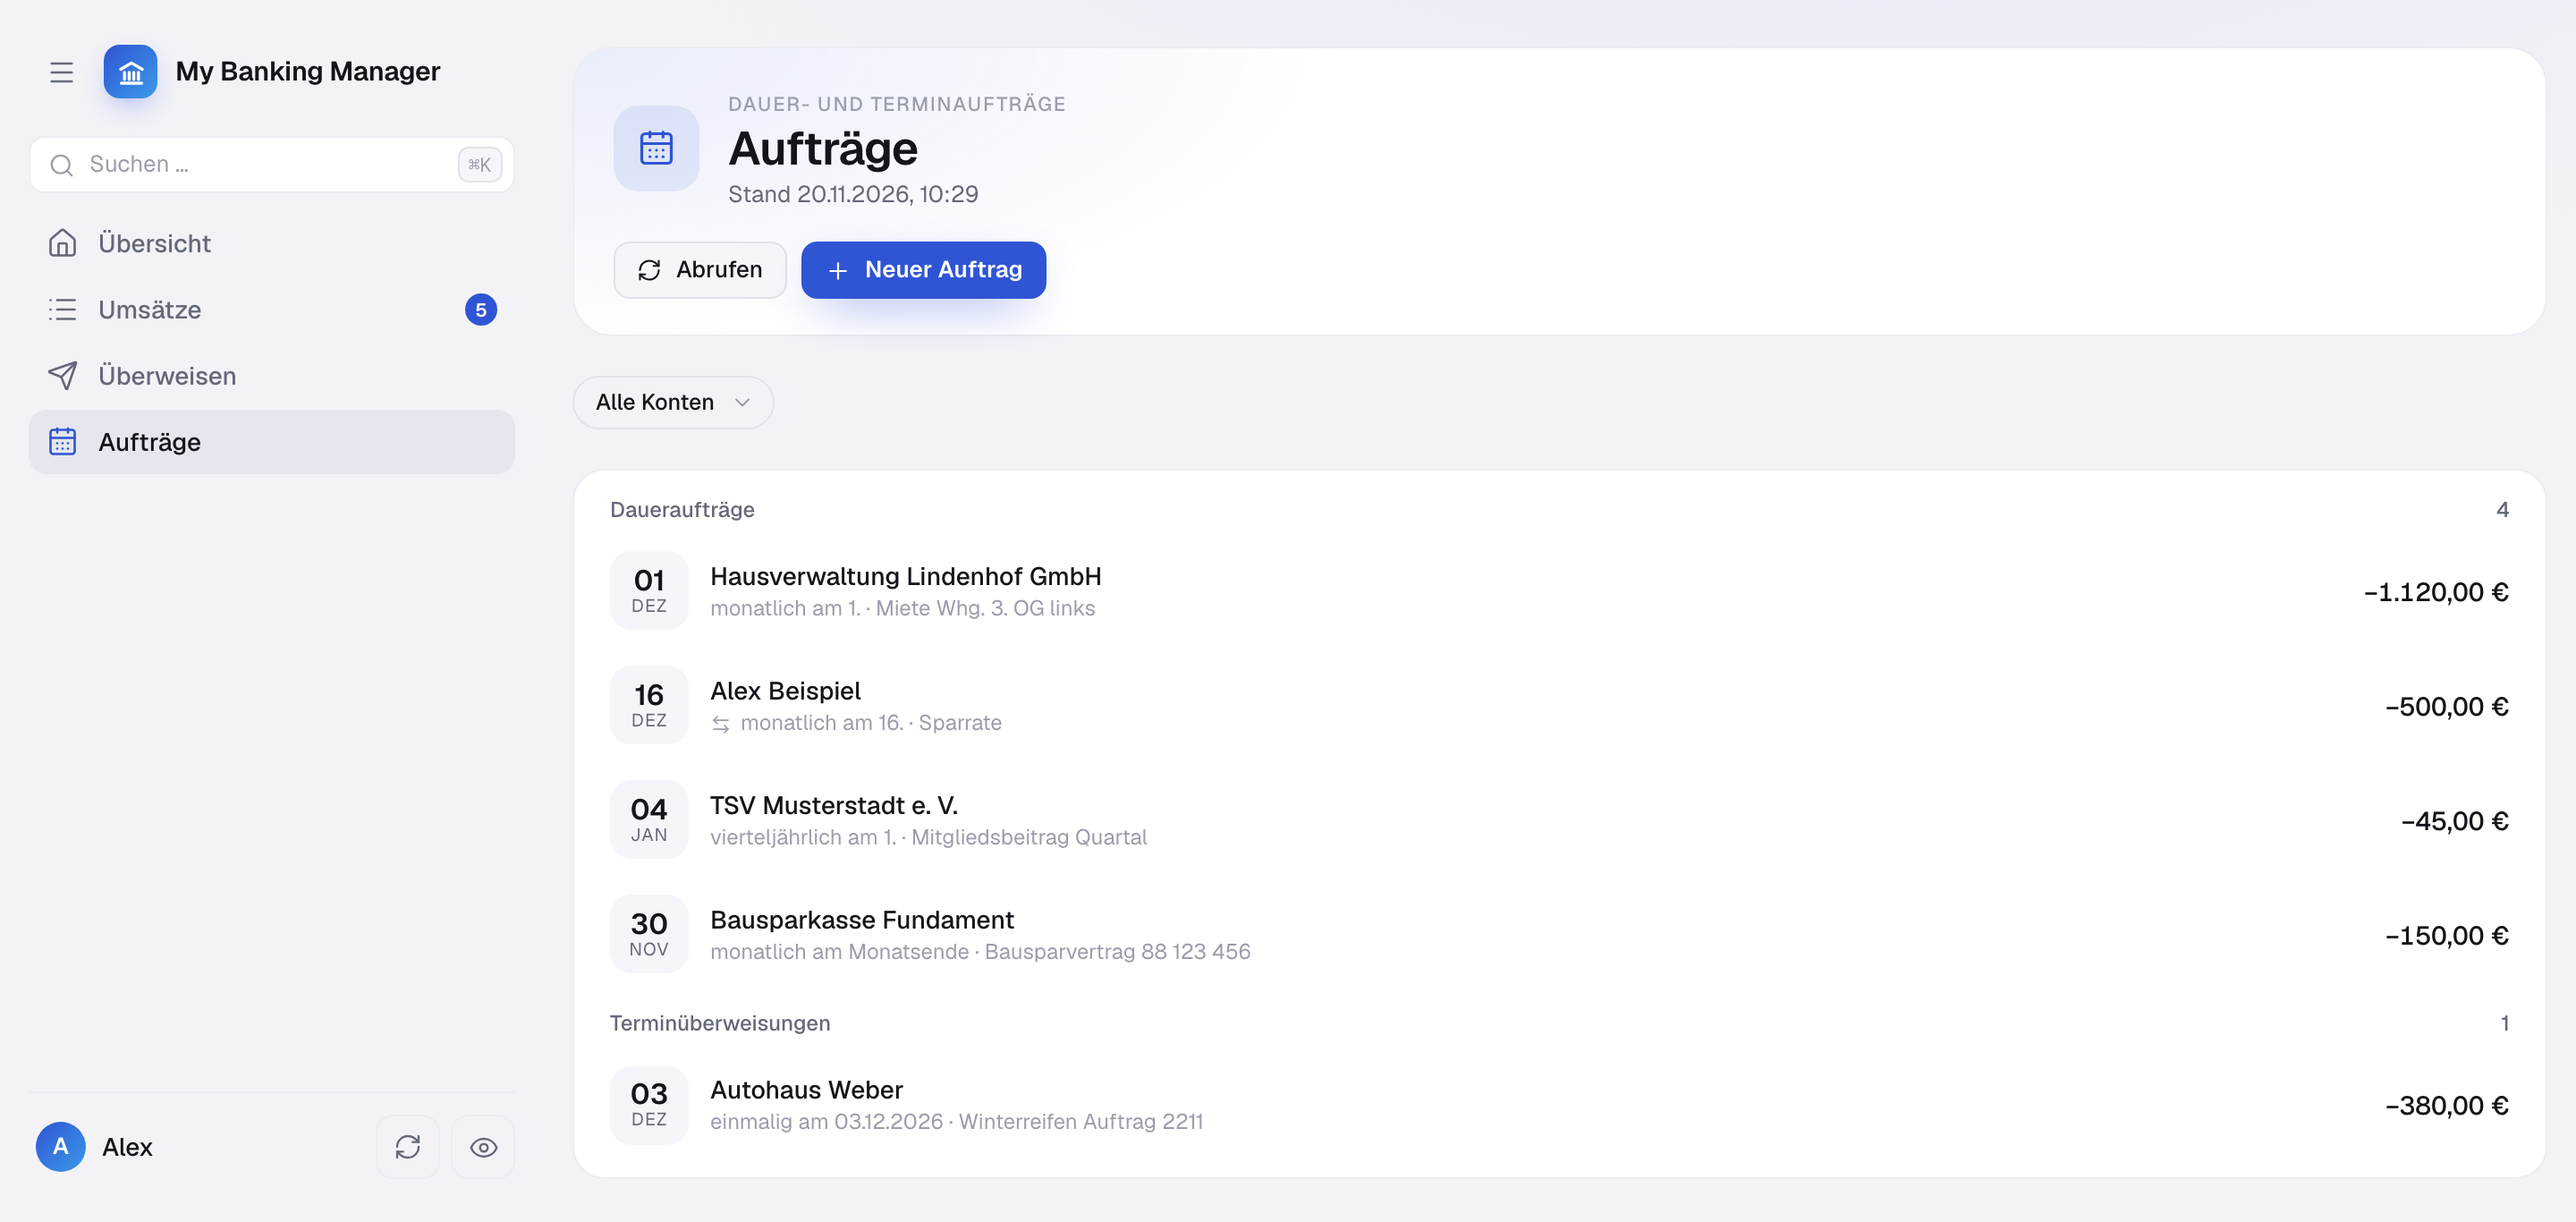 My Banking Manager
Suchen ...
⌘K
Übersicht
Umsätze 5
Überweisen
Aufträge
A Alex
DAUER- UND TERMINAUFTRÄGE
Aufträge
Stand 20.11.2026, 10:29
Abrufen
Neuer Auftrag
Alle Konten
Daueraufträge 4
01 DEZ
Hausverwaltung Lindenhof GmbH
monatlich am 1. · Miete Whg. 3. OG links
−1.120,00 €
16 DEZ
Alex Beispiel
monatlich am 16. · Sparrate
−500,00 €
04 JAN
TSV Musterstadt e. V.
vierteljährlich am 1. · Mitgliedsbeitrag Quartal
−45,00 €
30 NOV
Bausparkasse Fundament
monatlich am Monatsende · Bausparvertrag 88 123 456
−150,00 €
Terminüberweisungen 1
03 DEZ
Autohaus Weber
einmalig am 03.12.2026 · Winterreifen Auftrag 2211
−380,00 €